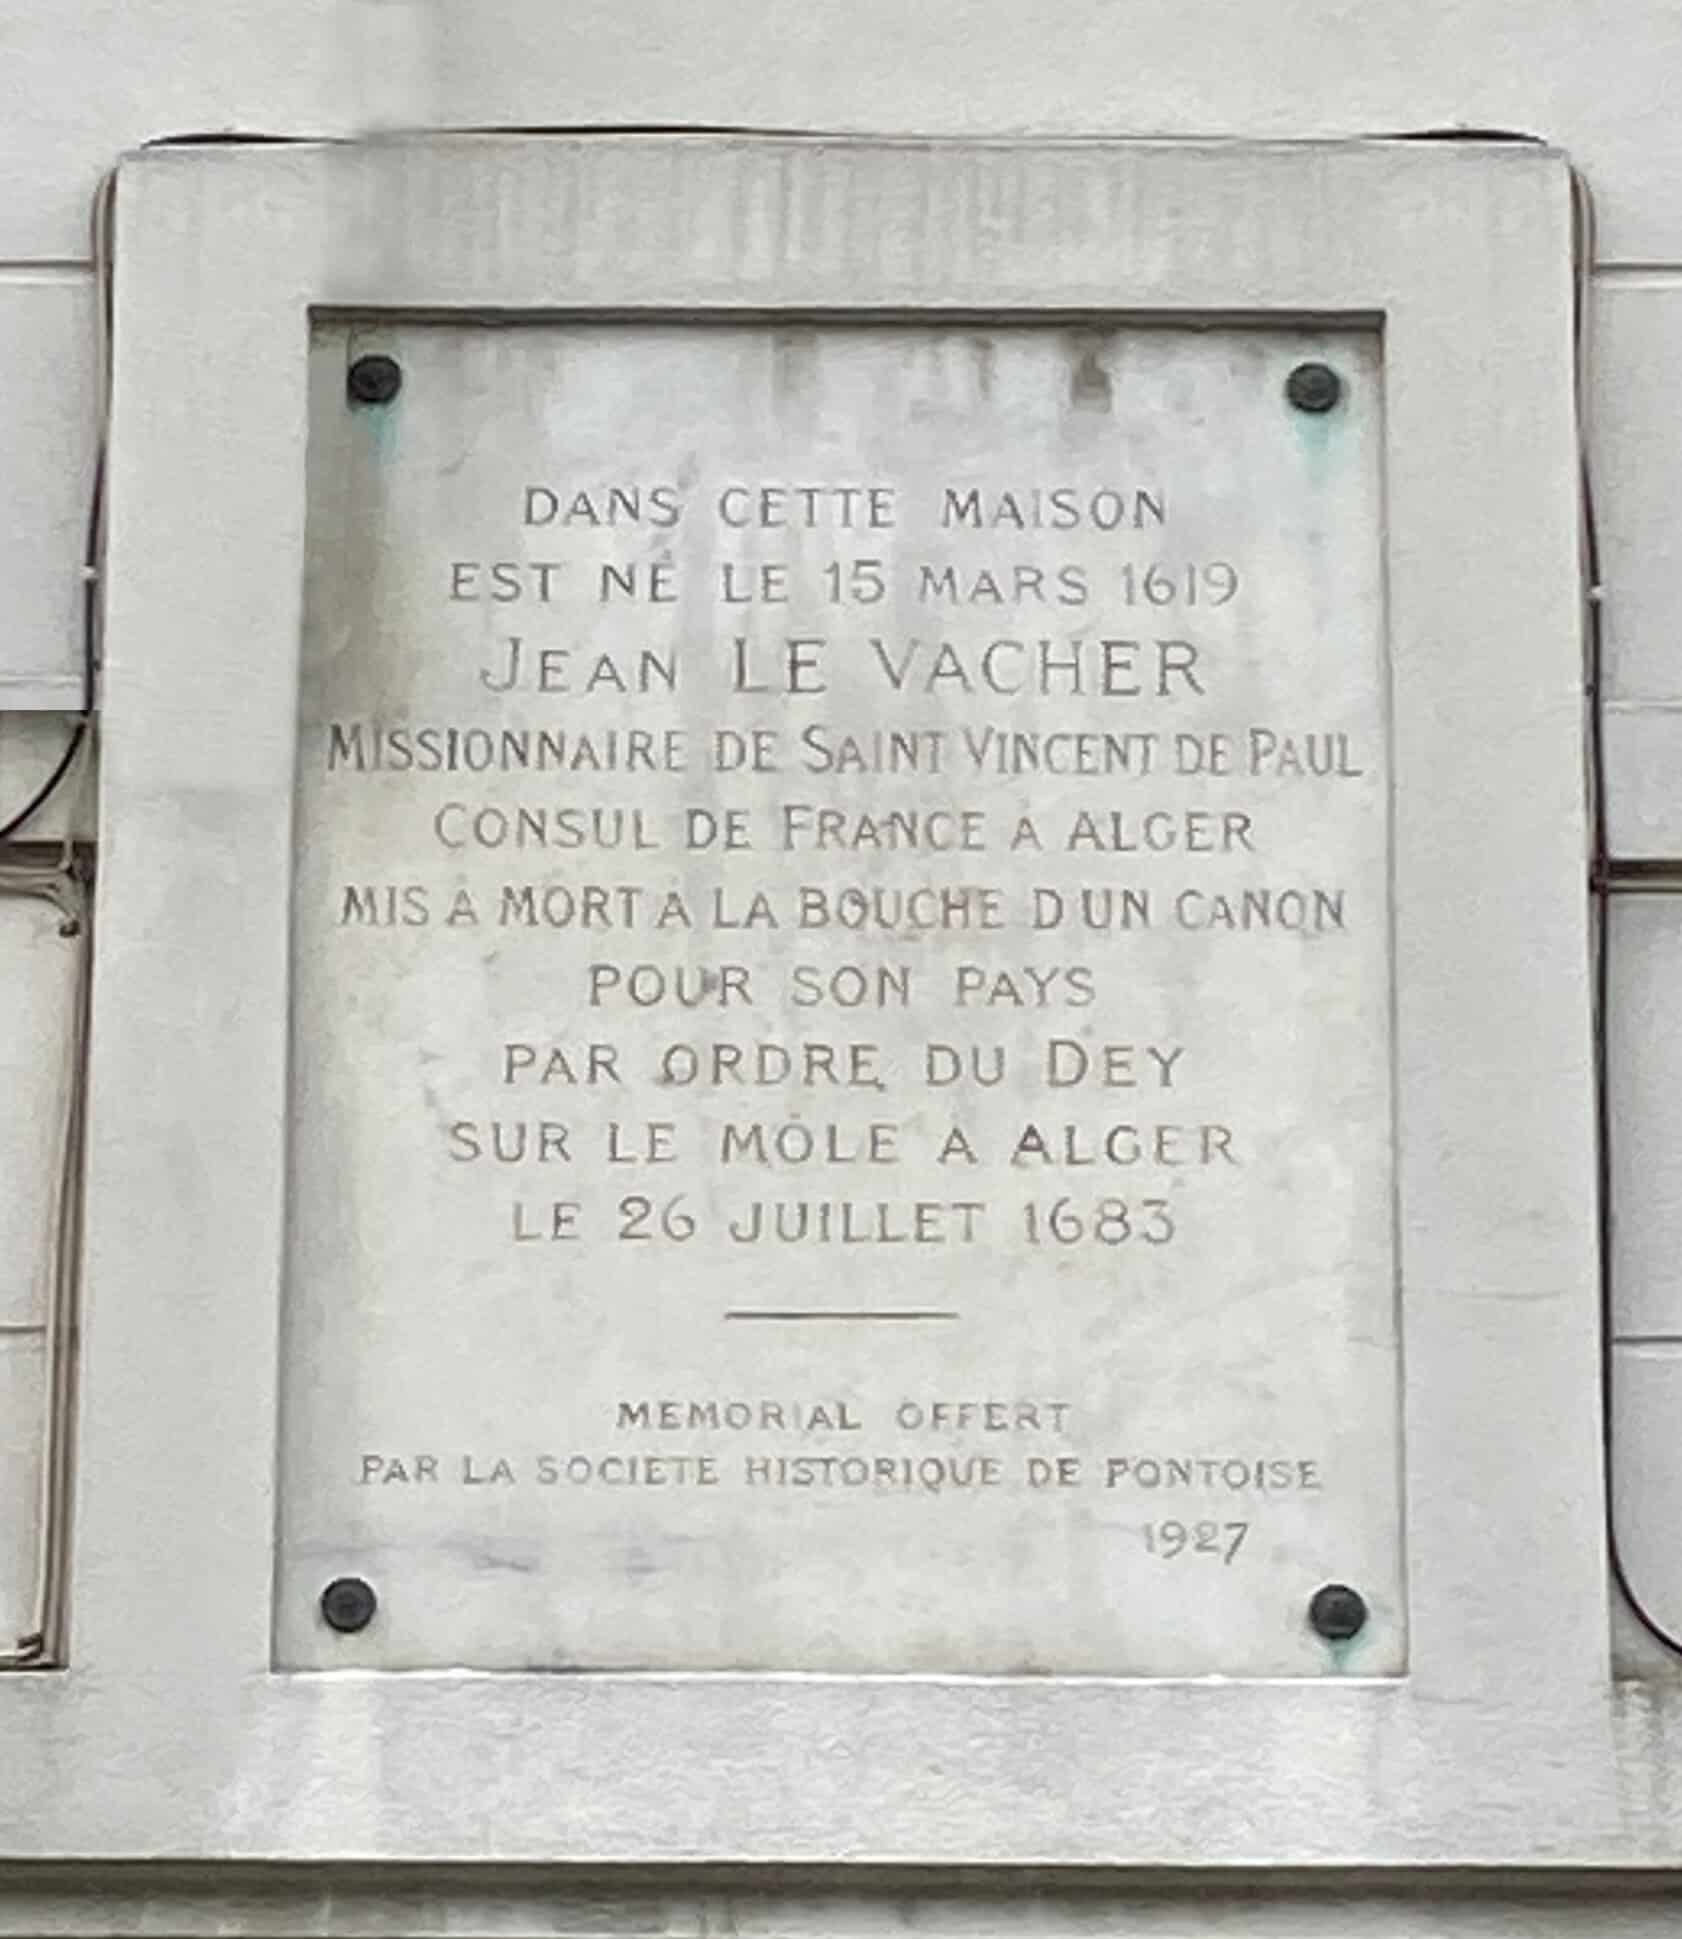 DANS CETTE MAISON
EST NÉ LE 15 MARS 1619
JEAN LE VACHER
MISSIONNAIRE DE SAINT VINCENT DE PAUL
CONSUL DE FRANCE À ALGER
MIS À MORT À LA BOUCHE D UN CANON
POUR SON PAYS
PAR ORDRE DU DEY
SUR LE MÔLE A ALGER
LE 26 JUILLET 1683
MEMORIAL OFFERT
PAR LA SOCIETE HISTORIQUE DE PONTOISE
1927